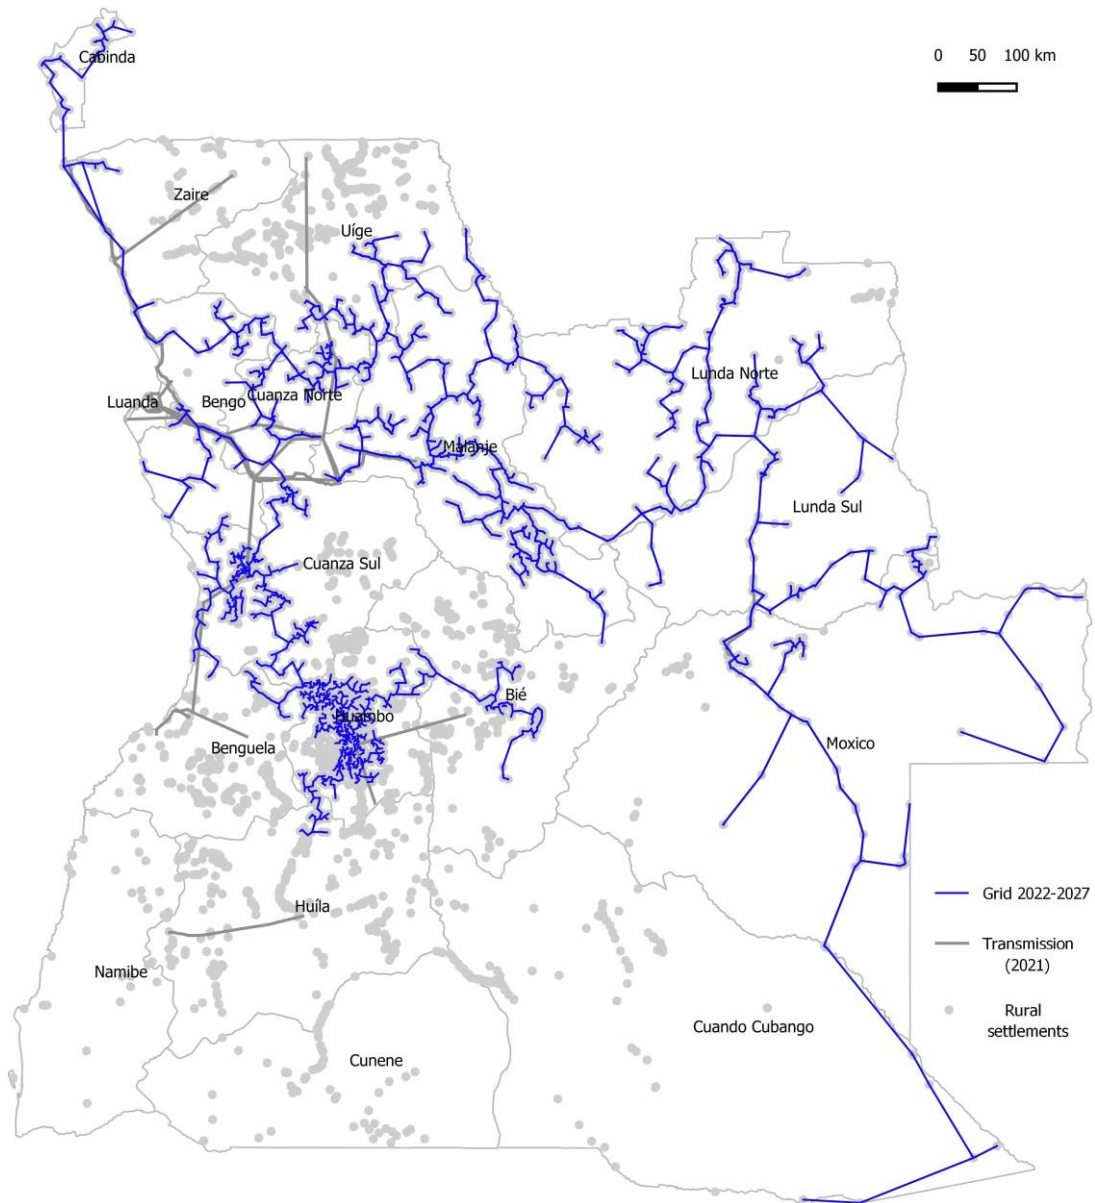 Cabinda
0 50 100 km
Zaire
Uíge
Lunda Norte
Luanda
Bengo
Cuanza Norte
Malanje
Lunda Sul
Cuanza Sul
Bié
Huambo
Benguela
Moxico
Grid 2022-2027
Huíla
Transmission
(2021)
Namibe
Rural
settlements
Cuando Cubango
Cunene